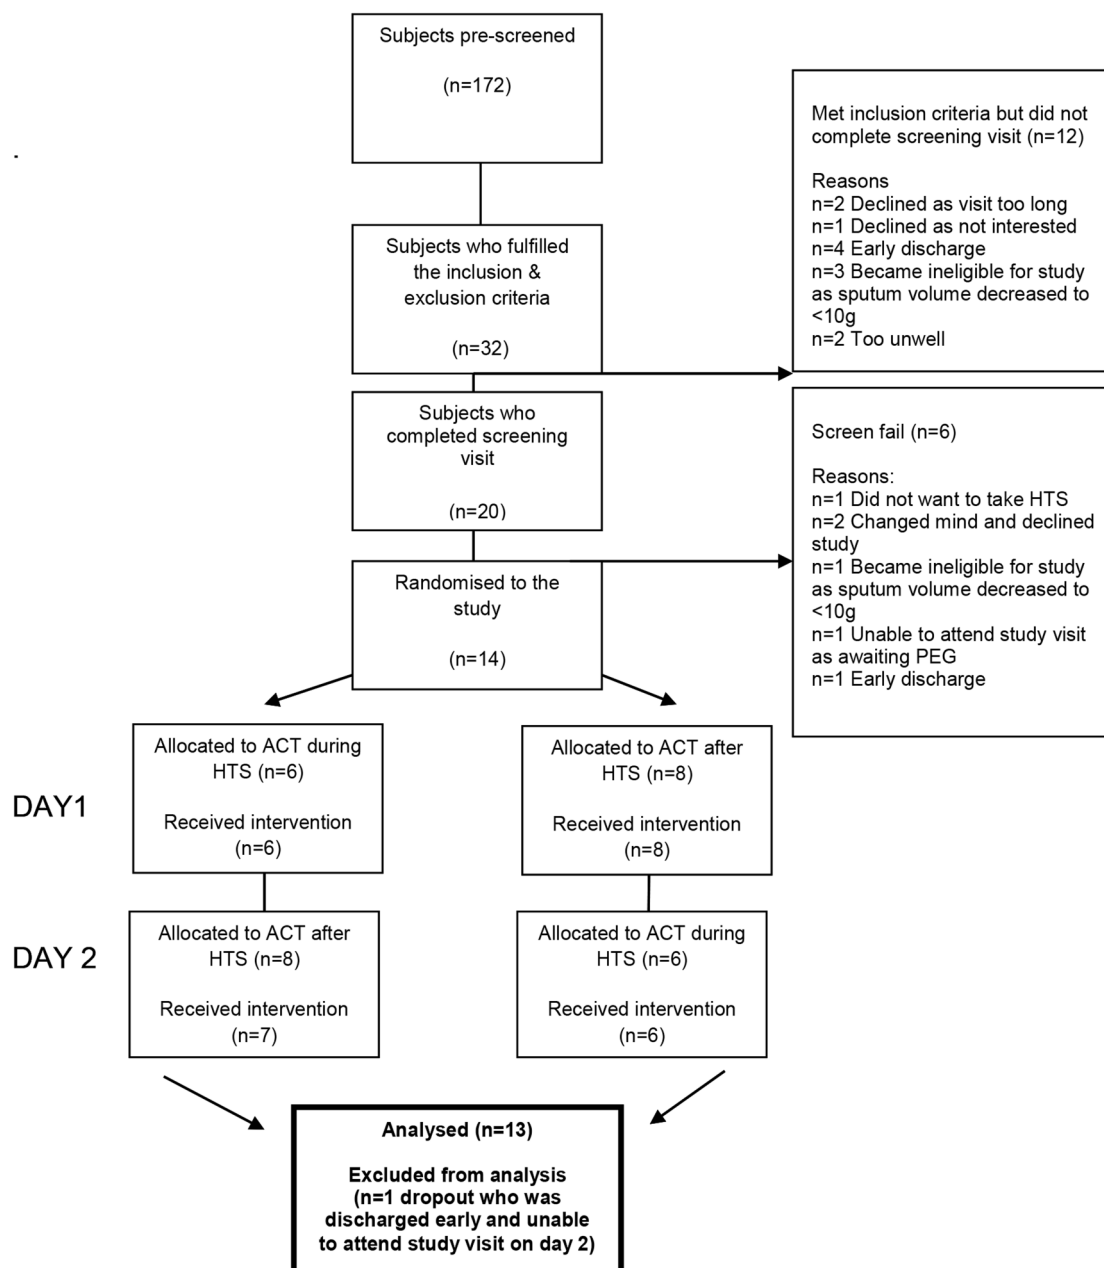 Subjects pre-screened
(n=172)
Met inclusion criteria but did not
complete screening visit (n=12)
Reasons
n=2 Declined as visit too long
n=1 Declined as not interested
n=4 Early discharge
n=3 Became ineligible for study
as sputum volume decreased to
<10g
n=2 Too unwell
Subjects who fulfilled
the inclusion &
exclusion criteria
(n=32)
Subjects who
completed screening
visit
(n=20)
Screen fail (n=6)
Reasons:
n=1 Did not want to take HTS
n=2 Changed mind and declined
study
n=1 Became ineligible for study
as sputum volume decreased to
<10g
n=1 Unable to attend study visit
as awaiting PEG
n=1 Early discharge
Randomised to the
study
(n=14)
DAY1
Allocated to ACT during
HTS (n=6)
Received intervention
(n=6)
Allocated to ACT after
HTS (n=8)
Received intervention
(n=8)
DAY 2
Allocated to ACT after
HTS (n=8)
Received intervention
(n=7)
Allocated to ACT during
HTS (n=6)
Received intervention
(n=6)
Analysed (n=13)
Excluded from analysis
(n=1 dropout who was
discharged early and unable
to attend study visit on day 2)